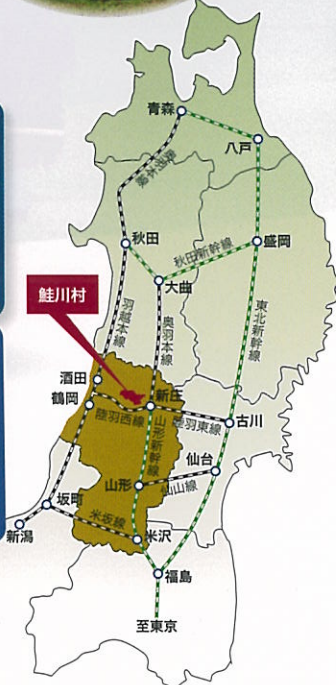 青森
八戸
奥羽本線
秋田
秋田新幹線
盛岡
大曲
鮭川村
羽越本線
奥羽本線
東北新幹線
酒田
鶴岡
新庄
陸羽西線
陸羽東線
古川
山形新幹線
仙台
山形
仙山線
坂町
新潟
米坂線
米沢
福島
至東京